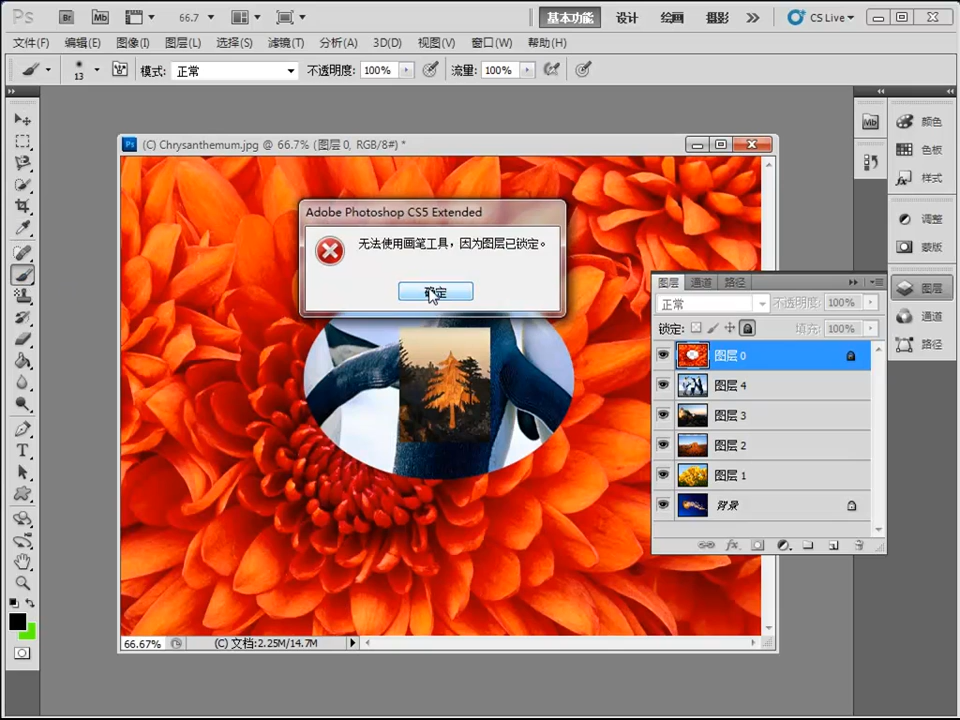 Ps Br Mb 66.7 基本功能 设计 绘画 摄影 CS Live
文件(F) 编辑(E) 图像(I) 图层(L) 选择(S) 滤镜(T) 分析(A) 3D(D) 视图(V) 窗口(W) 帮助(H)
13 模式: 正常 不透明度: 100% 流量: 100%
Mb 颜色
色板
样式
调整
蒙版
图层
通道
路径
Ps (C) Chrysanthemum.jpg @ 66.7% (图层 0, RGB/8#) *
Adobe Photoshop CS5 Extended
无法使用画笔工具，因为图层已锁定。
确定
图层 通道 路径
正常 不透明度: 100%
锁定: 填充: 100%
图层 0
图层 4
图层 3
图层 2
图层 1
背景
fx
T
66.67% (C) 文档:2.25M/14.7M